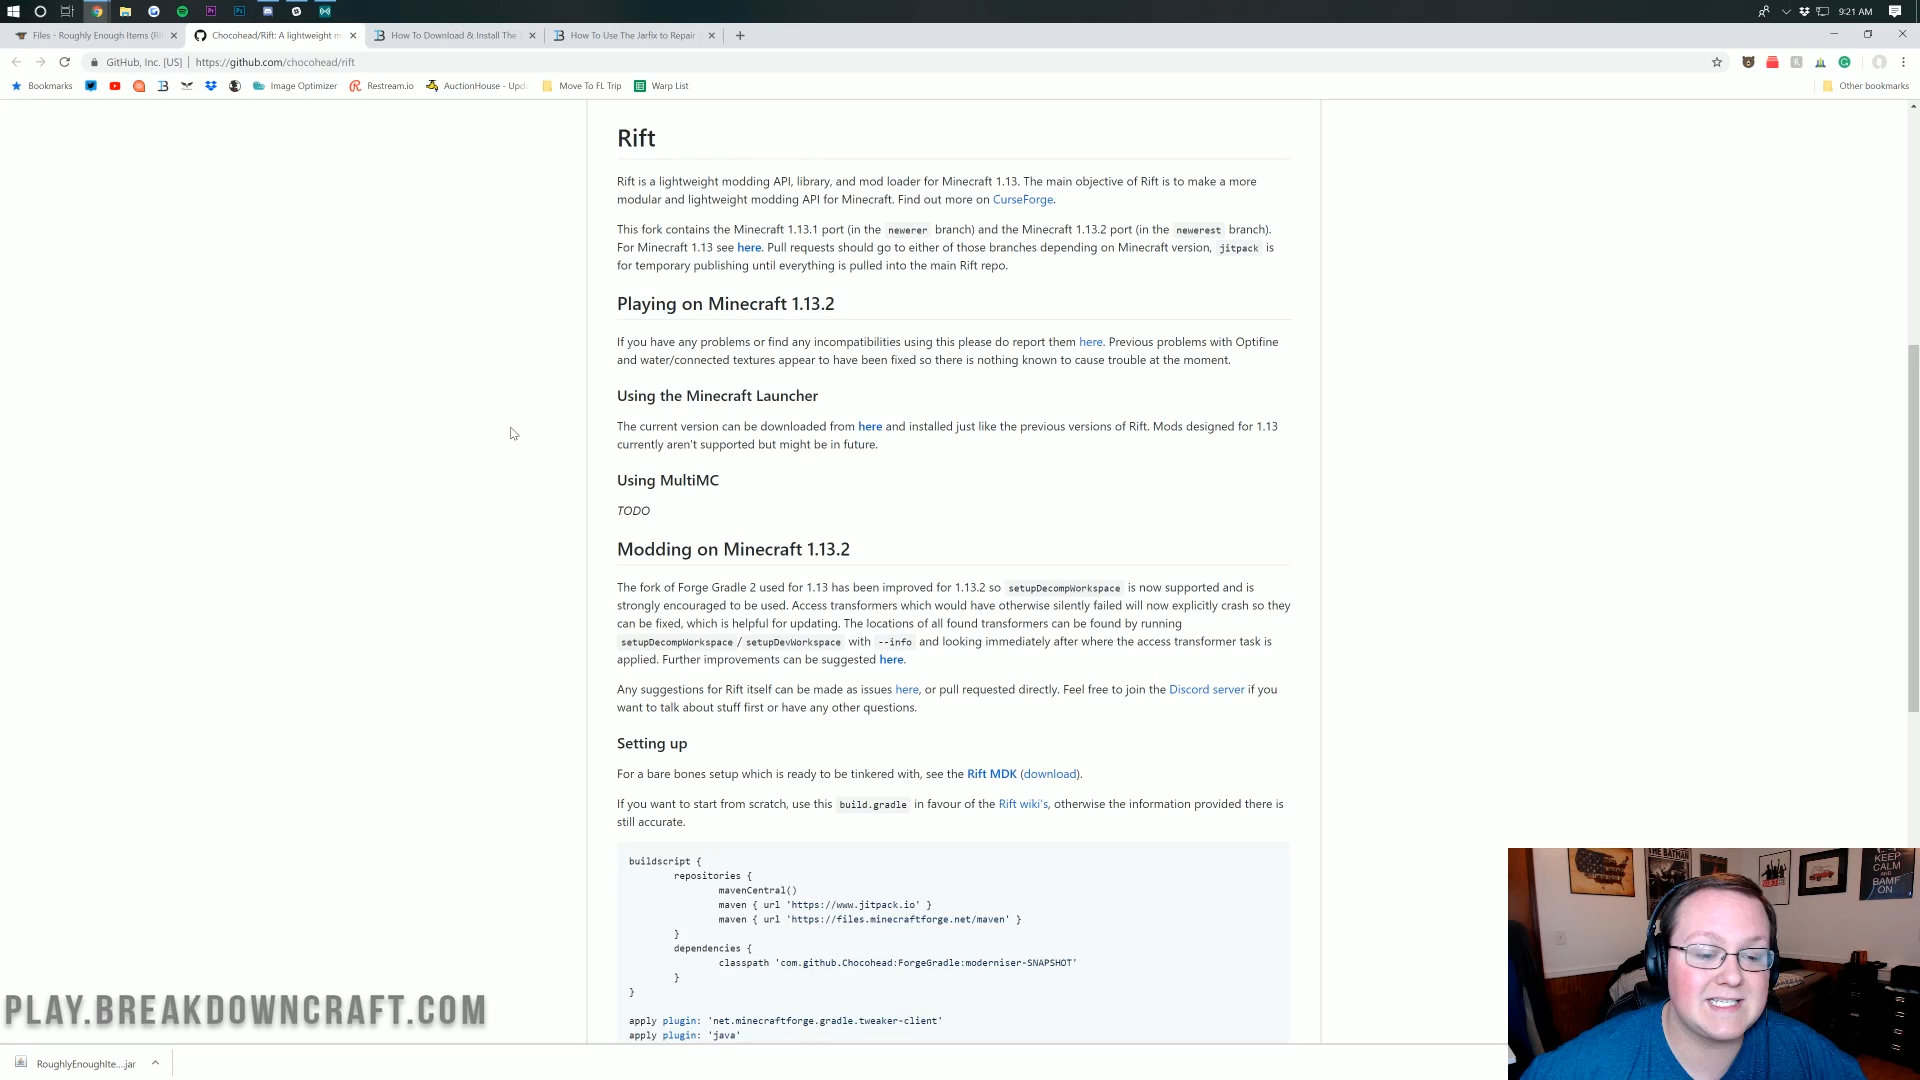 9:21 AM
Files - Roughly Enough Items (RI
Chocohead/Rift: A lightweight m
How To Download & Install The
How To Use The Jarfix to Repair
GitHub, Inc. [US] | https://github.com/chocohead/rift
Bookmarks
Image Optimizer
Restream.io
AuctionHouse - Upd
Move To FL Trip
Warp List
Other bookmarks
Rift
Rift is a lightweight modding API, library, and mod loader for Minecraft 1.13. The main objective of Rift is to make a more
modular and lightweight modding API for Minecraft. Find out more on CurseForge.
This fork contains the Minecraft 1.13.1 port (in the newerer branch) and the Minecraft 1.13.2 port (in the newerest branch).
For Minecraft 1.13 see here. Pull requests should go to either of those branches depending on Minecraft version, jitpack is
for temporary publishing until everything is pulled into the main Rift repo.
Playing on Minecraft 1.13.2
If you have any problems or find any incompatibilities using this please do report them here. Previous problems with Optifine
and water/connected textures appear to have been fixed so there is nothing known to cause trouble at the moment.
Using the Minecraft Launcher
The current version can be downloaded from here and installed just like the previous versions of Rift. Mods designed for 1.13
currently aren't supported but might be in future.
Using MultiMC
TODO
Modding on Minecraft 1.13.2
The fork of Forge Gradle 2 used for 1.13 has been improved for 1.13.2 so setupDecompWorkspace is now supported and is
strongly encouraged to be used. Access transformers which would have otherwise silently failed will now explicitly crash so they
can be fixed, which is helpful for updating. The locations of all found transformers can be found by running
setupDecompWorkspace / setupDevWorkspace with --info and looking immediately after where the access transformer task is
applied. Further improvements can be suggested here.
Any suggestions for Rift itself can be made as issues here, or pull requested directly. Feel free to join the Discord server if you
want to talk about stuff first or have any other questions.
Setting up
For a bare bones setup which is ready to be tinkered with, see the Rift MDK (download).
If you want to start from scratch, use this build.gradle in favour of the Rift wiki's, otherwise the information provided there is
still accurate.
buildscript {
repositories {
mavenCentral()
maven { url 'https://www.jitpack.io' }
maven { url 'https://files.minecraftforge.net/maven' }
}
dependencies {
classpath 'com.github.Chocohead:ForgeGradle:moderniser-SNAPSHOT'
}
}
apply plugin: 'net.minecraftforge.gradle.tweaker-client'
apply plugin: 'java'
PLAY.BREAKDOWNCRAFT.COM
RoughlyEnoughIte....jar
THE BATMAN
KEEP
CALM
AND
BAMF
ON